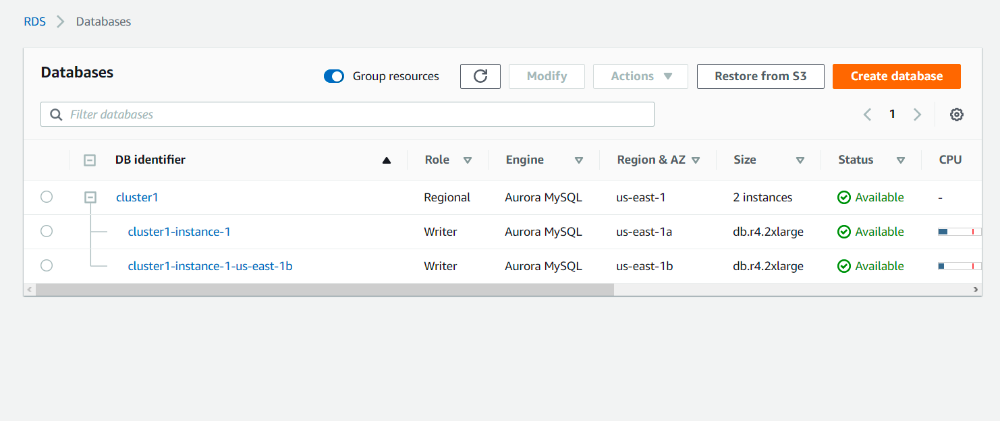 RDS Databases
Databases Group resources Modify Actions Restore from S3 Create database
Filter databases 1
DB identifier Role Engine Region & AZ Size Status CPU
cluster1 Regional Aurora MySQL us-east-1 2 instances Available -
cluster1-instance-1 Writer Aurora MySQL us-east-1a db.r4.2xlarge Available
cluster1-instance-1-us-east-1b Writer Aurora MySQL us-east-1b db.r4.2xlarge Available